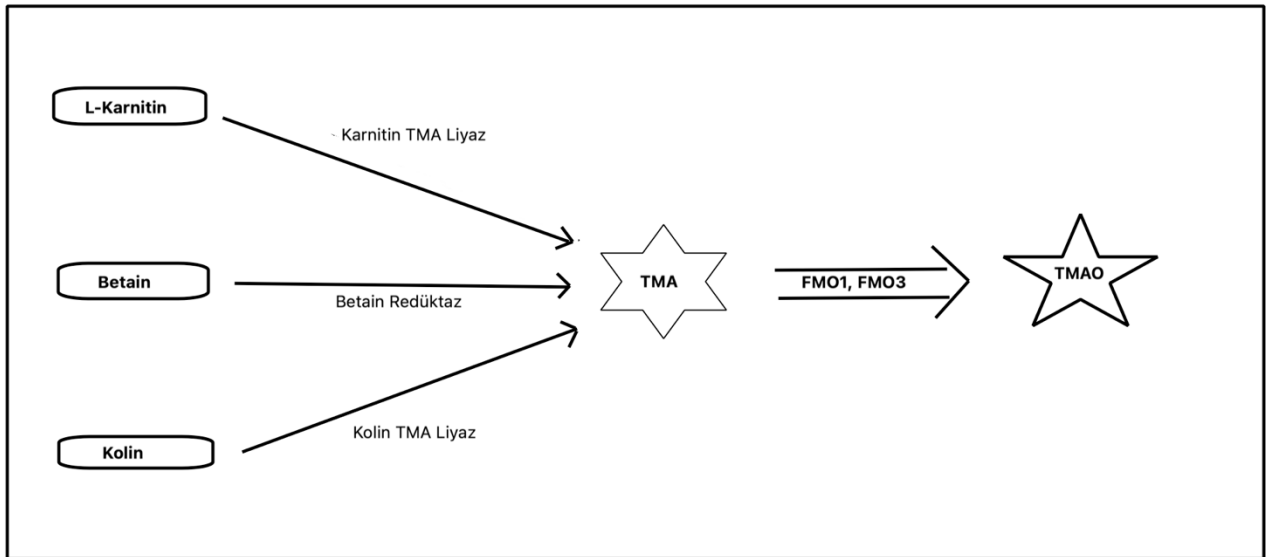 L-Karnitin
Karnitin TMA Liyaz
Betain
Betain Redüktaz
TMA
FMO1, FMO3
TMAO
Kolin TMA Liyaz
Kolin